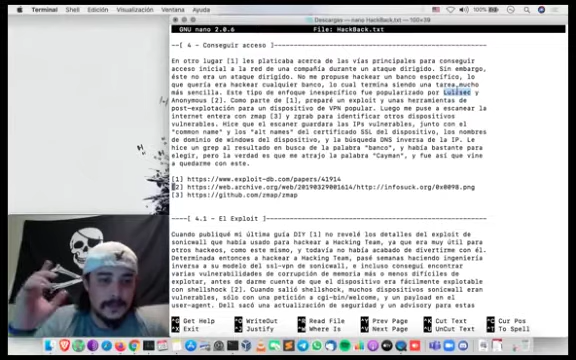 Terminal Shell Edición Visualización Ventana Ayuda
100%
Descargas — nano HackBack.txt — 100×39
GNU nano 2.0.6 File: HackBack.txt
--[ 4 - Conseguir acceso ]
En otro lugar [1] les platicaba acerca de las vías principales para conseguir
acceso inicial a la red de una compañía durante un ataque dirigido. Sin embargo,
éste no era un ataque dirigido. No me propuse hackear un banco específico, lo
que quería era hackear cualquier banco, lo cual termina siendo una tarea mucho
más sencilla. Este tipo de enfoque inespecífico fue popularizado por Lulzsec y
Anonymous [2]. Como parte de [1], preparé un exploit y unas herramientas de
post-explotación para un dispositivo de VPN popular. Luego me puse a escanear la
internet entera con zmap [3] y zgrab para identificar otros dispositivos
vulnerables. Hice que el escáner guardara las IPs vulnerables, junto con el
"common name" y los "alt names" del certificado SSL del dispositivo, los nombres
de dominio de windows del dispositivo, y la búsqueda DNS inversa de la IP. Le
hice un grep al resultado en busca de la palabra "banco", y había bastante para
elegir, pero la verdad es que me atrajo la palabra "Cayman", y fue así que vine
a quedarme con este.
[1] https://www.exploit-db.com/papers/41914
[2] https://web.archive.org/web/20190329001614/http://infosuck.org/0x0098.png
[3] https://github.com/zmap/zmap
----[ 4.1 - El Exploit ]
Cuando publiqué mi última guía DIY [1] no revelé los detalles del exploit de
sonicwall que había usado para hackear a Hacking Team, ya que era muy útil para
otros hackeos, como este mismo, y todavía no había acabado de divertirme con él.
Determinada entonces a hackear a Hacking Team, pasé semanas haciendo ingeniería
inversa a su modelo del ssl-vpn de sonicwall, e incluso conseguí encontrar
varias vulnerabilidades de corrupción de memoria más o menos difíciles de
explotar, antes de darme cuenta de que el dispositivo era fácilmente explotable
con shellshock [2]. Cuando salió shellshock, muchos dispositivos sonicwall eran
vulnerables, sólo con una petición a cgi-bin/welcome, y un payload en el
user-agent. Dell sacó una actualización de seguridad y un advisory para estas
^G Get Help ^O WriteOut ^R Read File ^Y Prev Page ^K Cut Text ^C Cur Pos
^X Exit ^J Justify ^W Where Is ^V Next Page ^U UnCut Text ^T To Spell